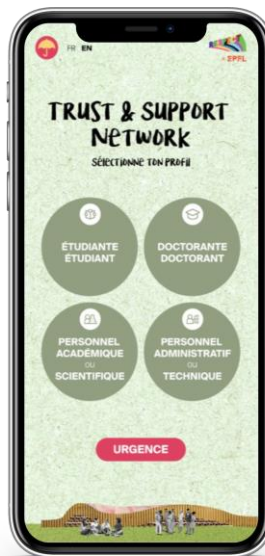 FR EN
EPFL
TRUST & SUPPORT
NETWORK
SÉLECTIONNE TON PROFIL
ÉTUDIANTE
ÉTUDIANT
DOCTORANTE
DOCTORANT
PERSONNEL
ACADÉMIQUE
OU
SCIENTIFIQUE
PERSONNEL
ADMINISTRATIF
OU
TECHNIQUE
URGENCE